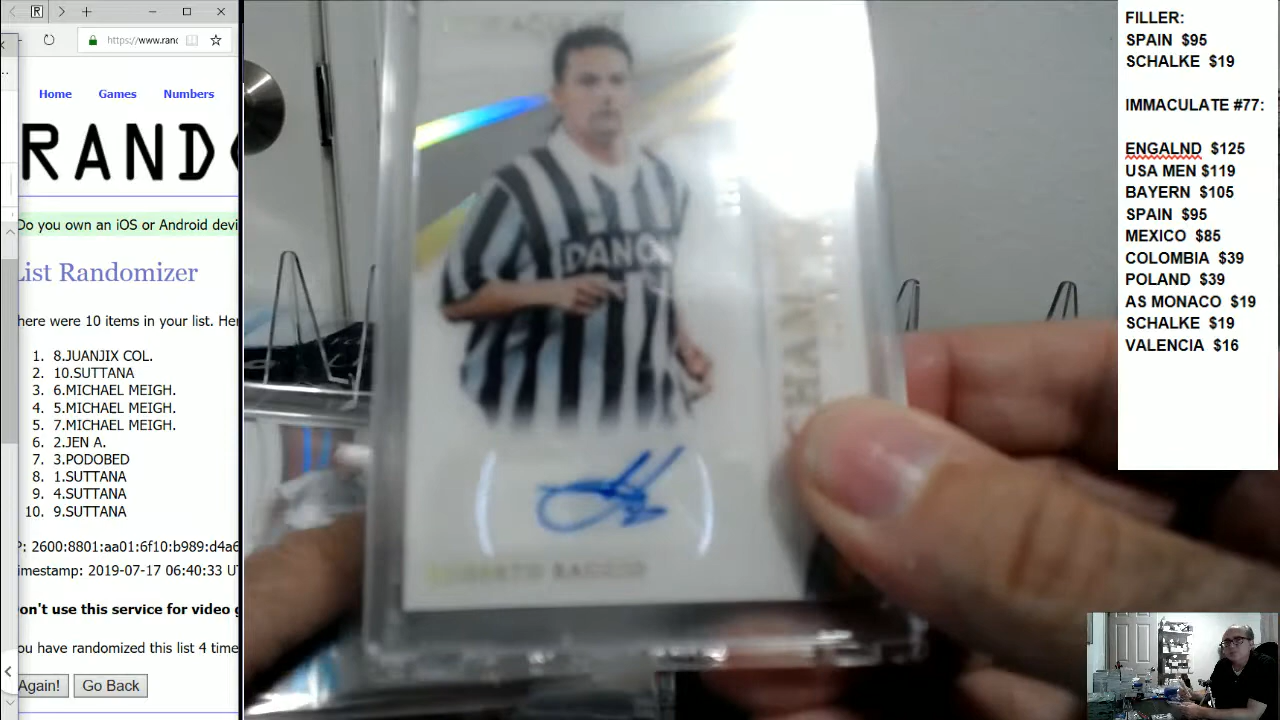 https://www.ranc
Home Games Numbers
RANDO
Do you own an iOS or Android devi
List Randomizer
here were 10 items in your list. Her
1. 8.JUANJIX COL.
2. 10.SUTTANA
3. 6.MICHAEL MEIGH.
4. 5.MICHAEL MEIGH.
5. 7.MICHAEL MEIGH.
6. 2.JEN A.
7. 3.PODOBED
8. 1.SUTTANA
9. 4.SUTTANA
10. 9.SUTTANA
P: 2600:8801:aa01:6f10:b989:d4a6
imestamp: 2019-07-17 06:40:33 U
on't use this service for video g
ou have randomized this list 4 time
Again! Go Back
DANON
ROBERTO BAGGIO
FILLER:
SPAIN $95
SCHALKE $19
IMMACULATE #77:
ENGALND $125
USA MEN $119
BAYERN $105
SPAIN $95
MEXICO $85
COLOMBIA $39
POLAND $39
AS MONACO $19
SCHALKE $19
VALENCIA $16